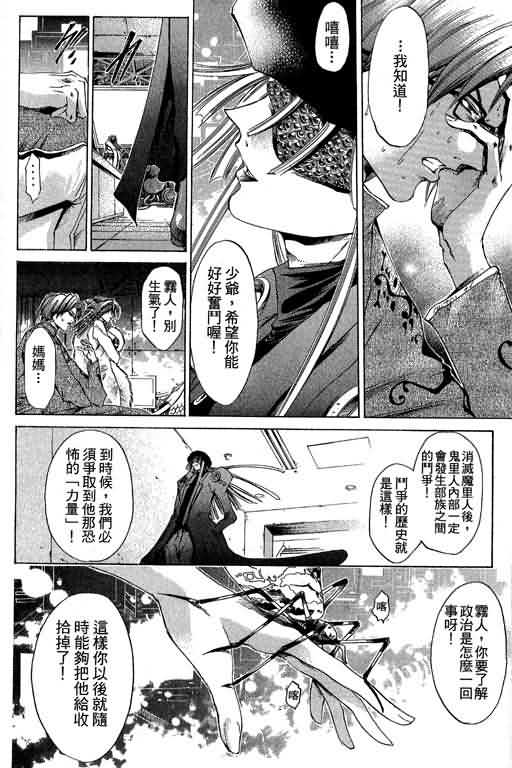 …我知道！
嘻嘻…
少爺，希望你能
好好奮鬥喔！
…
霧人，別
生氣了！
媽媽…
消滅魔里人後，
鬼里人內部一定
會發生部族之間
的鬥爭！
鬥爭的歷史就
是這樣！
到時候，我們必
須爭取到他那恐
怖的「力量」！
霧人，你要了解
政治是怎麼一回
事呀！
喀
喀
這樣你以後就隨
時能夠把他給收
拾掉了！